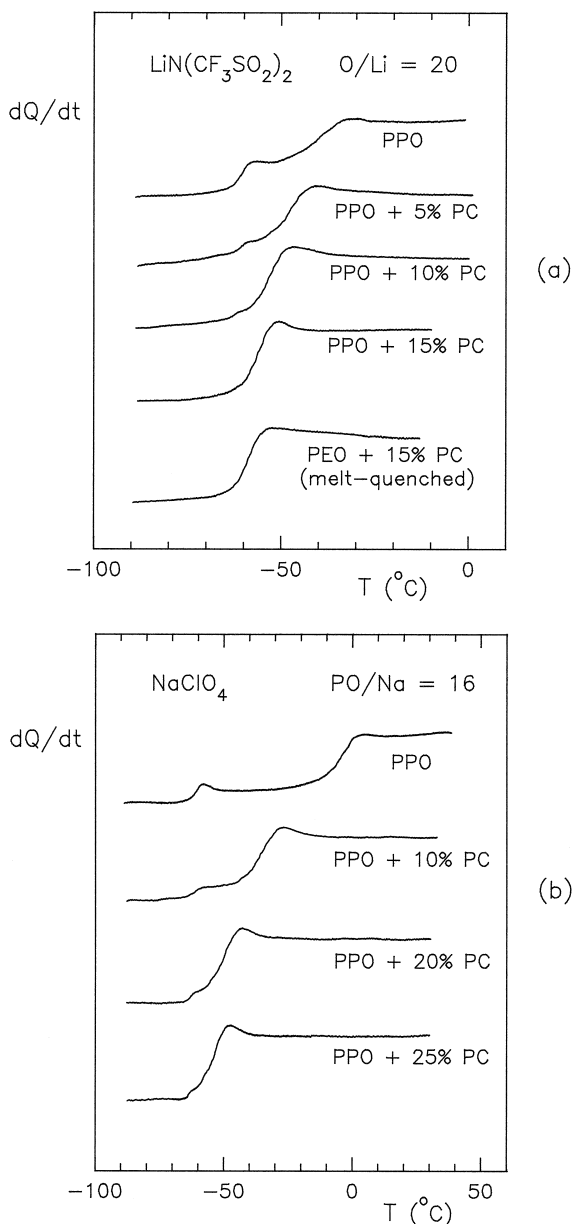 LiN(CF₃SO₂)₂ O/Li = 20
dQ/dt
PPO
PPO + 5% PC
PPO + 10% PC
(a)
PPO + 15% PC
PEO + 15% PC
(melt-quenched)
−100 −50 0
T (°C)
NaClO₄ PO/Na = 16
dQ/dt
PPO
PPO + 10% PC
(b)
PPO + 20% PC
PPO + 25% PC
−100 −50 0 50
T (°C)